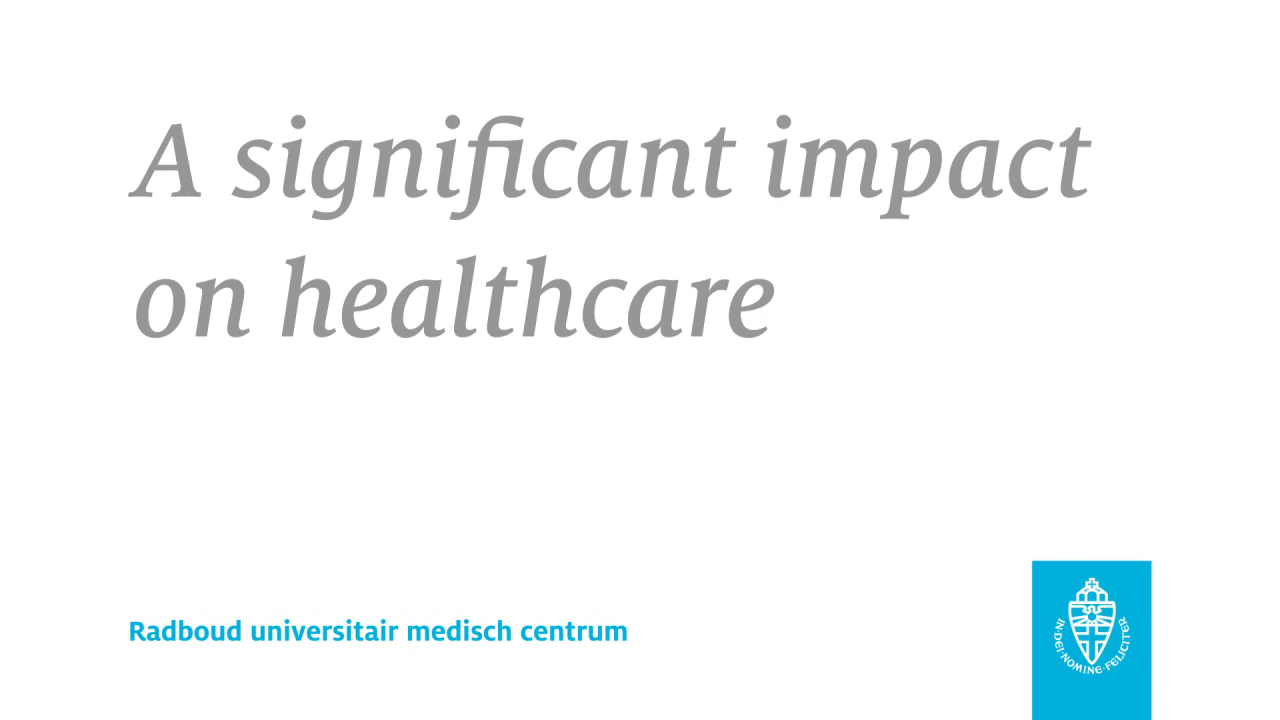 A significant impact
on healthcare
Radboud universitair medisch centrum
IN·DEI·NOMINE·FELICITER